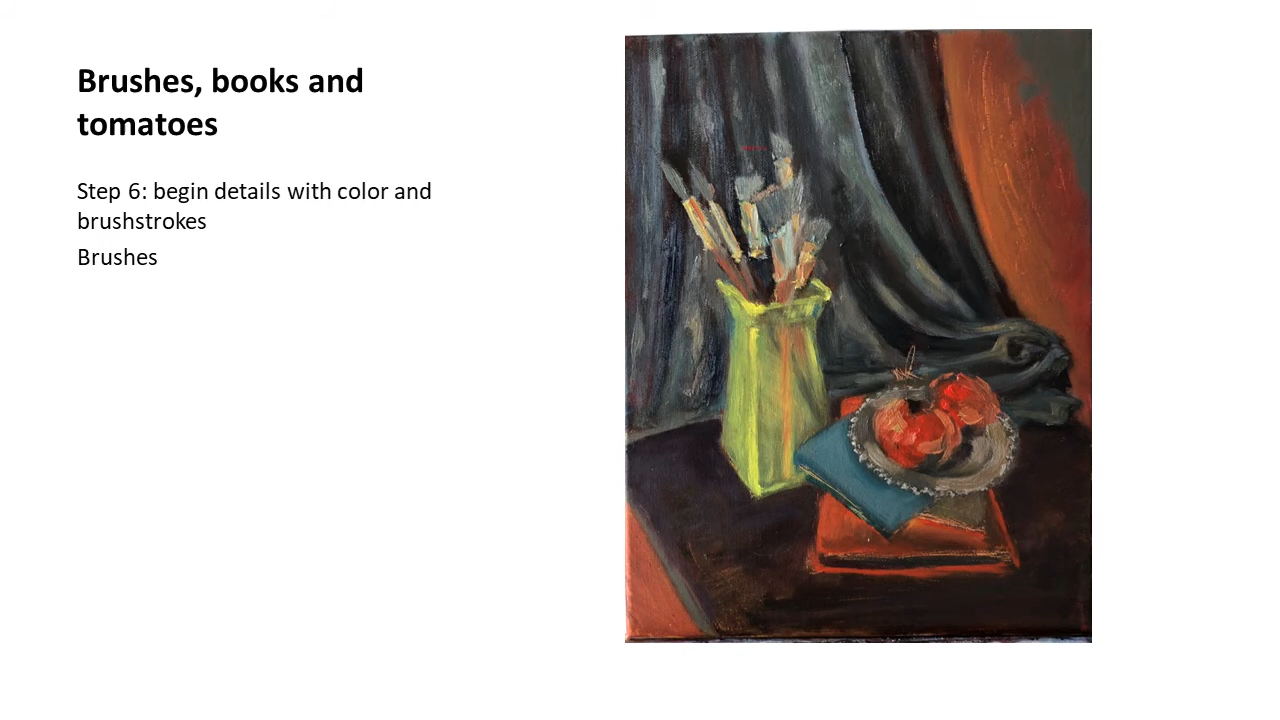 Brushes, books and
tomatoes
Step 6: begin details with color and
brushstrokes
Brushes